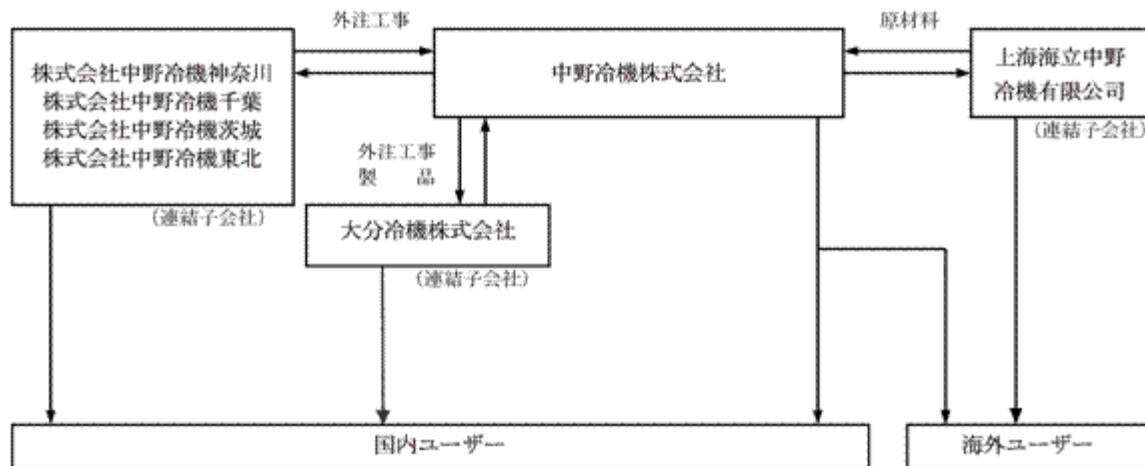 外注工事
原材料
株式会社中野冷機神奈川
株式会社中野冷機千葉
株式会社中野冷機茨城
株式会社中野冷機東北
(連結子会社)
中野冷機株式会社
上海海立中野
冷機有限公司
(連結子会社)
外注工事
製　　品
大分冷機株式会社
(連結子会社)
国内ユーザー
海外ユーザー